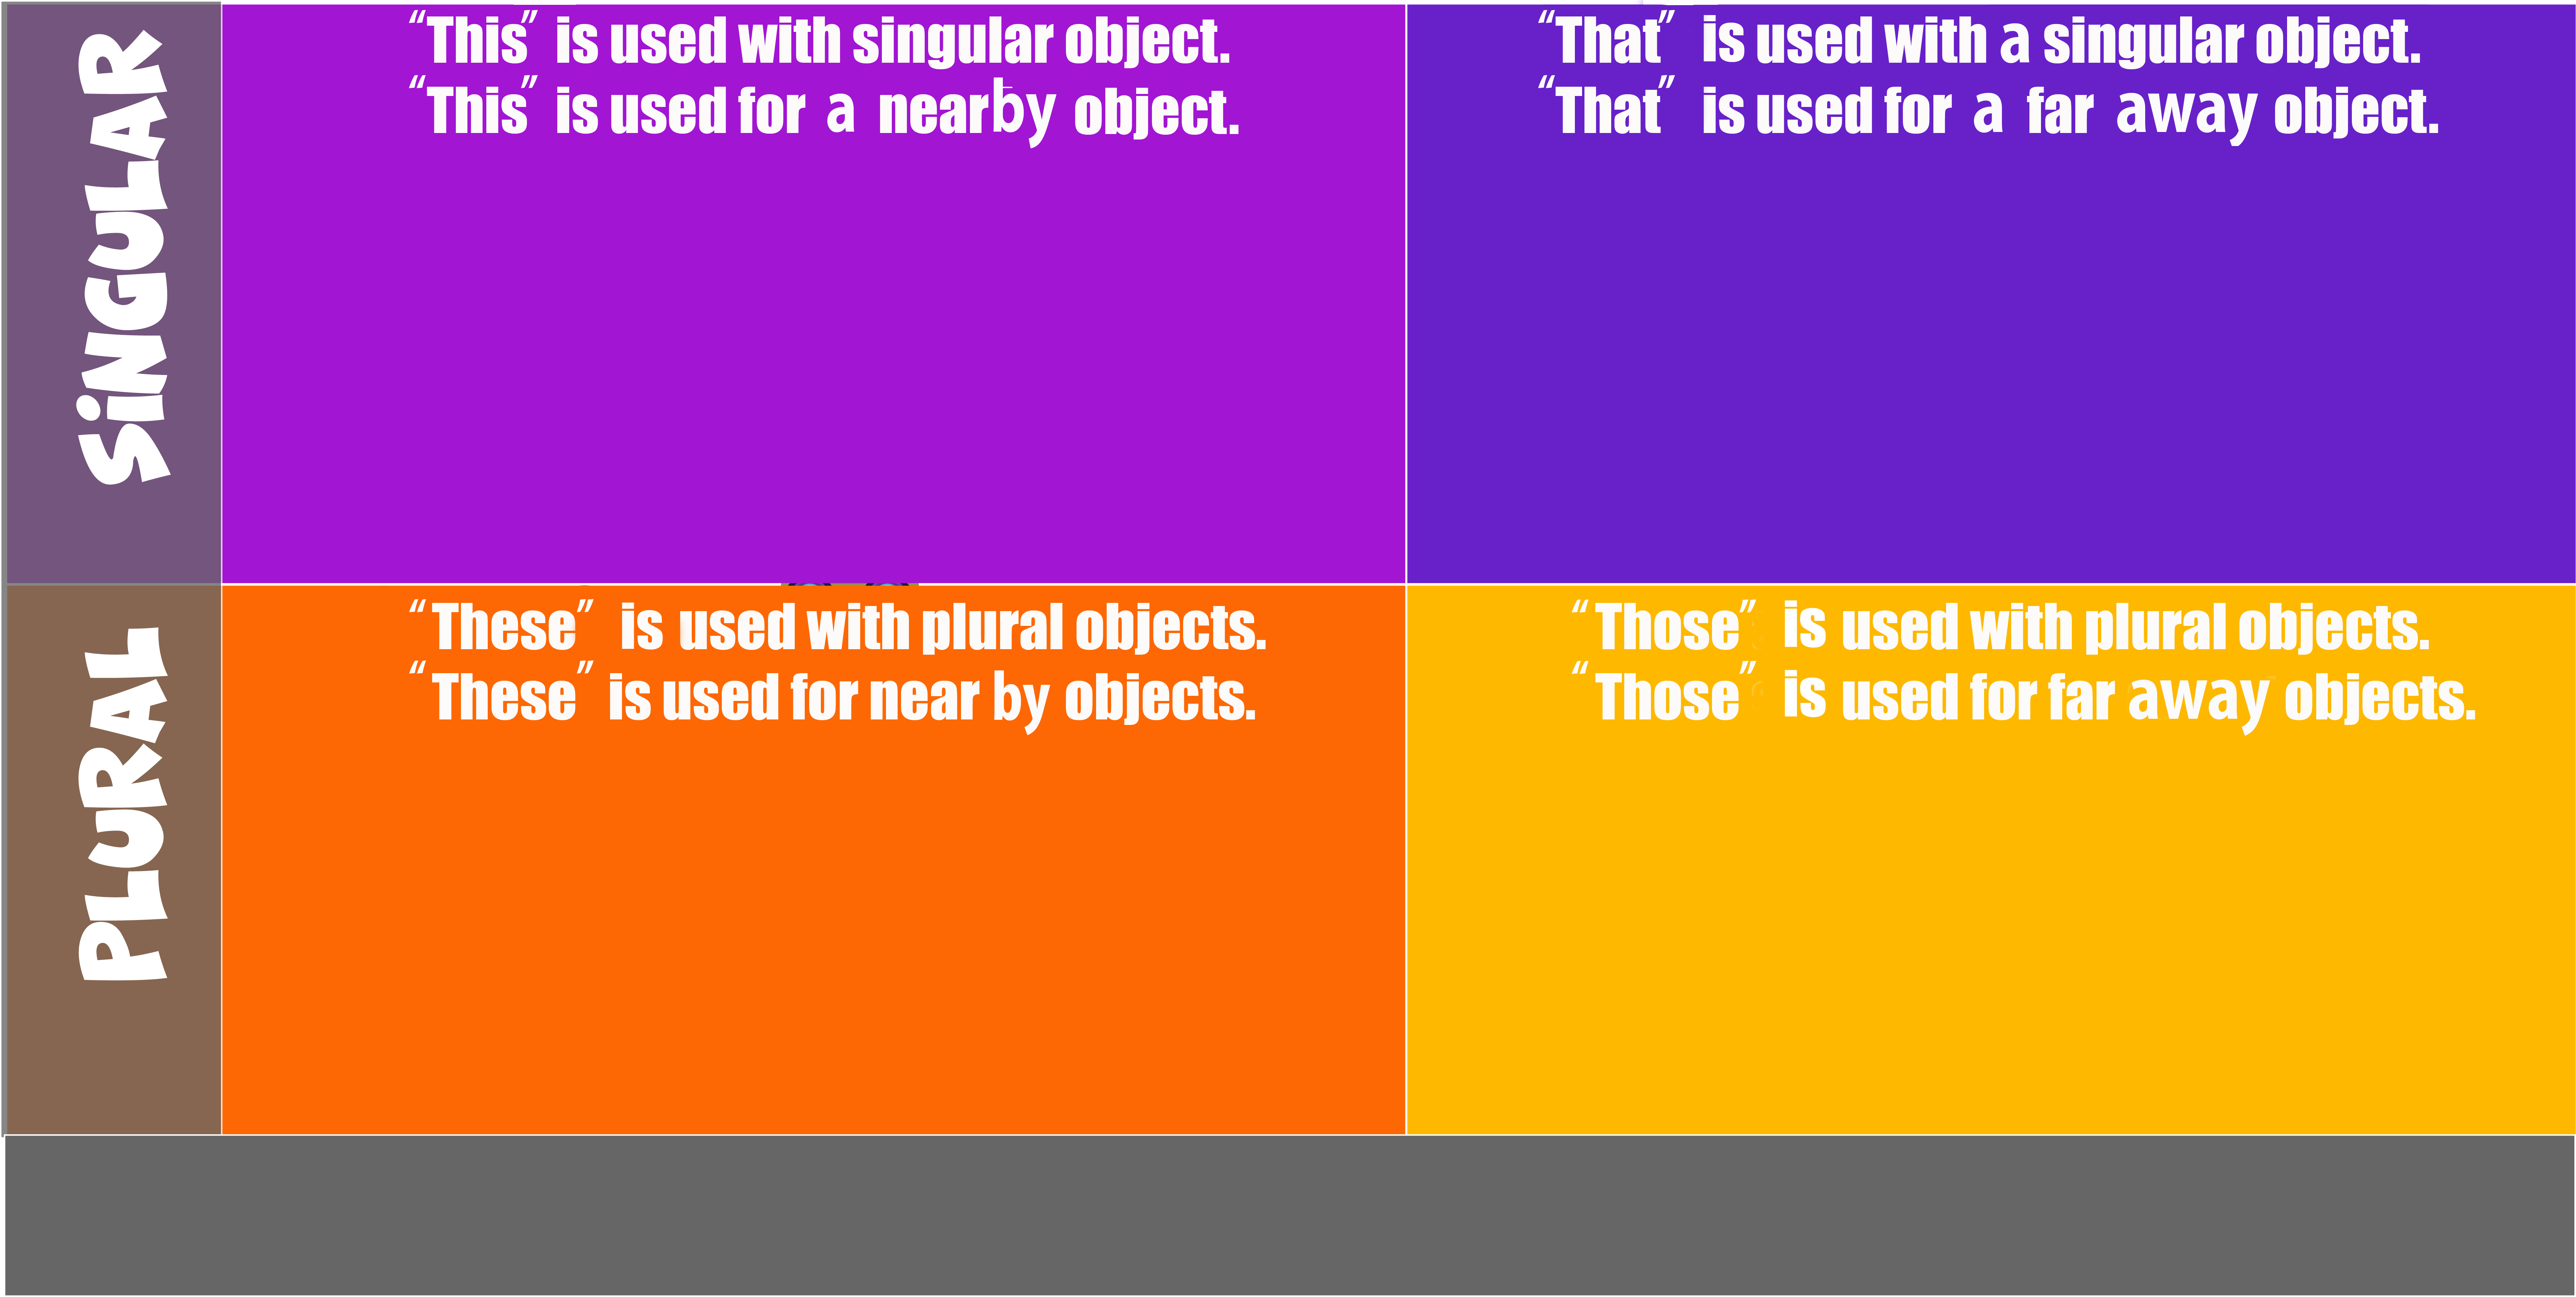 SiNGULAR
“This” is used with singular object.
“This” is used for a nearby object.
“That” is used with a singular object.
“That” is used for a far away object.
PLURAL
“These” is used with plural objects.
“These” is used for near by objects.
“Those” is used with plural objects.
“Those” is used for far away objects.